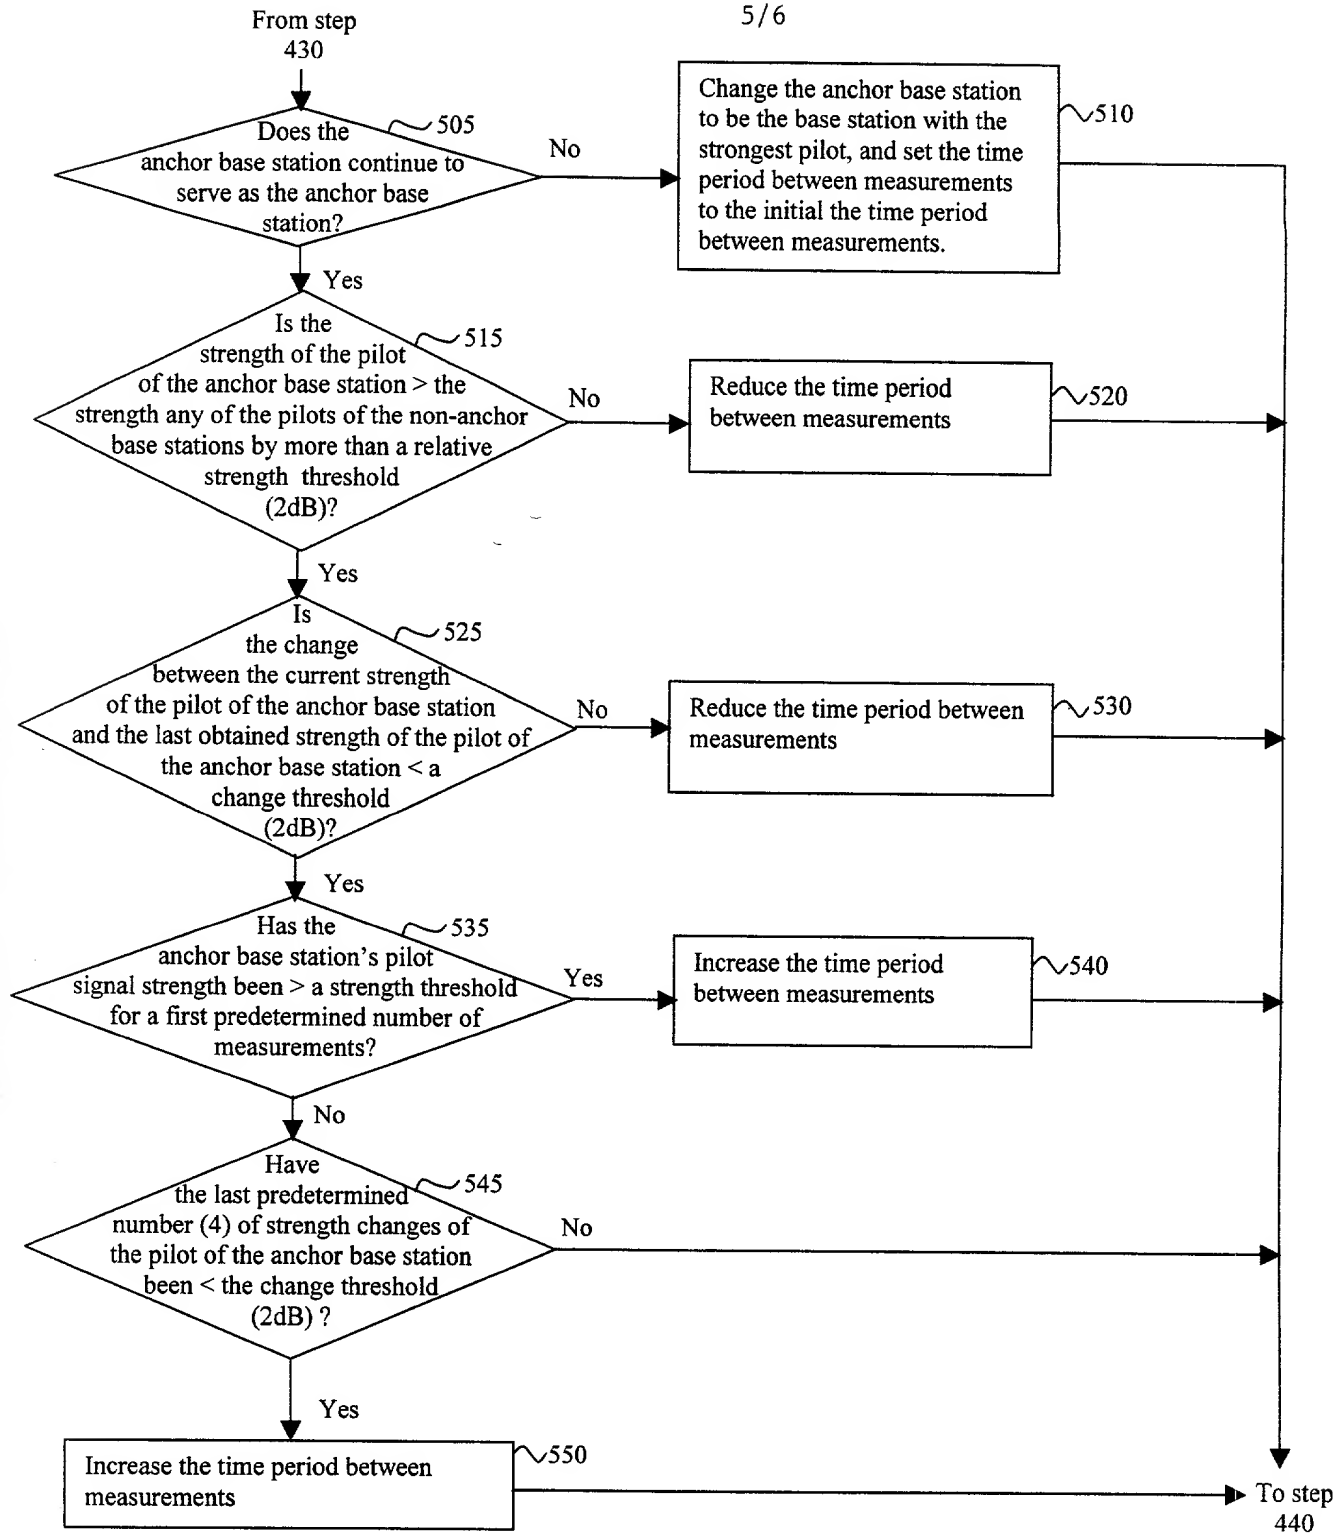 5/6
From step
430
Does the
anchor base station continue to
serve as the anchor base
station?
505
No
Change the anchor base station
to be the base station with the
strongest pilot, and set the time
period between measurements
to the initial the time period
between measurements.
510
Yes
Is the
strength of the pilot
of the anchor base station > the
strength any of the pilots of the non-anchor
base stations by more than a relative
strength threshold
(2dB)?
515
No
Reduce the time period
between measurements
520
Yes
Is
the change
between the current strength
of the pilot of the anchor base station
and the last obtained strength of the pilot of
the anchor base station < a
change threshold
(2dB)?
525
No
Reduce the time period between
measurements
530
Yes
Has the
anchor base station's pilot
signal strength been > a strength threshold
for a first predetermined number of
measurements?
535
Yes
Increase the time period
between measurements
540
No
Have
the last predetermined
number (4) of strength changes of
the pilot of the anchor base station
been < the change threshold
(2dB) ?
545
No
Yes
Increase the time period between
measurements
550
To step
440